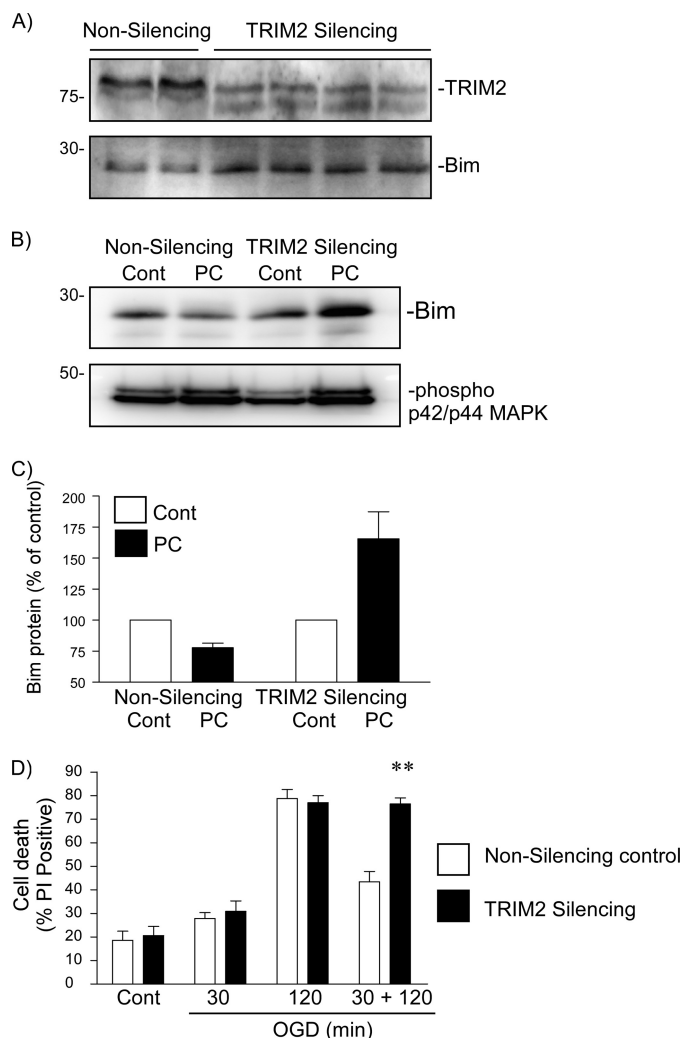 A)
Non-Silencing TRIM2 Silencing
75-
-TRIM2
30-
-Bim
B)
Non-Silencing TRIM2 Silencing
Cont PC Cont PC
30-
-Bim
50-
-phospho
p42/p44 MAPK
C)
Bim protein (% of control)
200
175
150
125
100
75
50
Cont
PC
Non-Silencing TRIM2 Silencing
Cont PC Cont PC
D)
Cell death
(% PI Positive)
90
80
70
60
50
40
30
20
10
0
**
Non-Silencing control
TRIM2 Silencing
Cont 30 120 30 + 120
OGD (min)